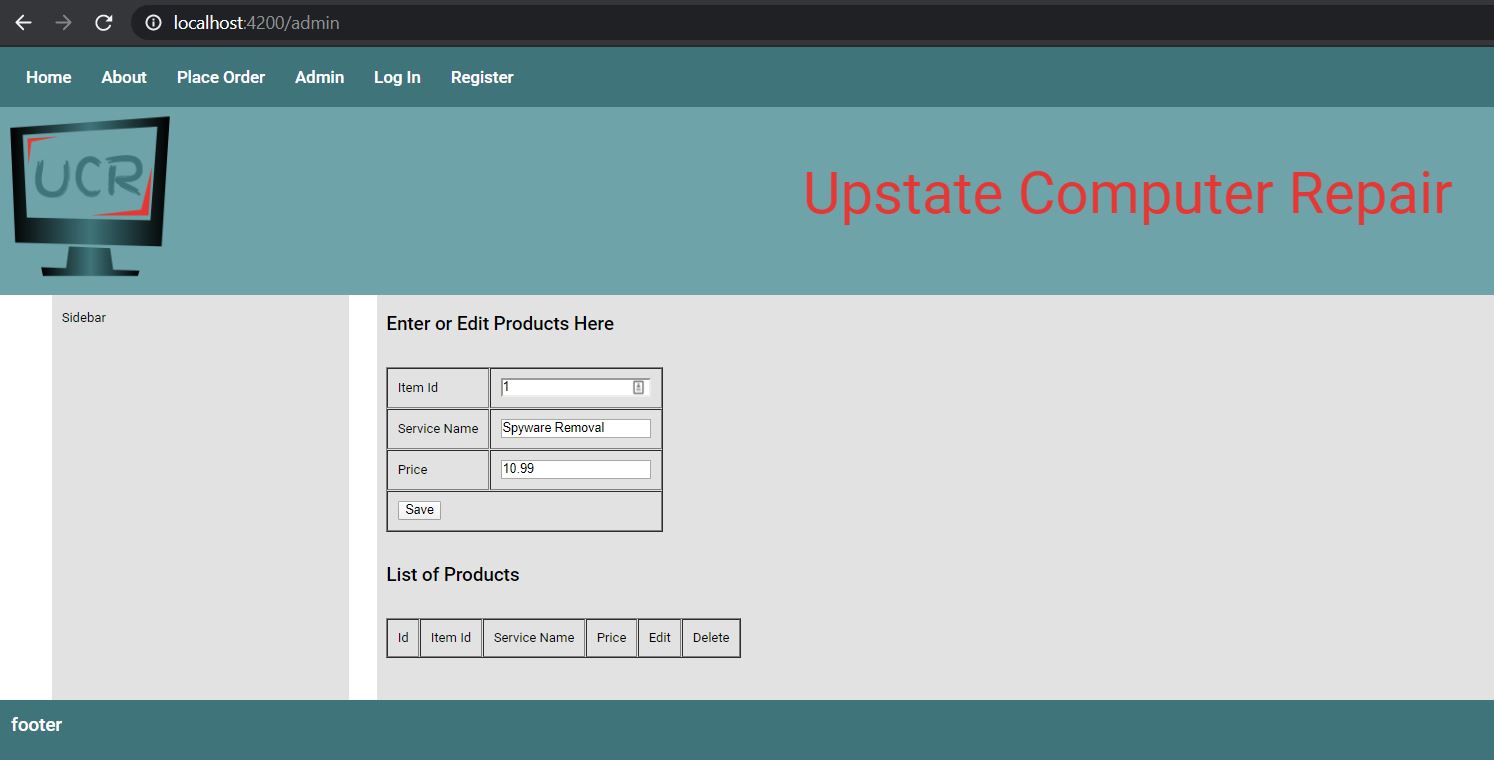 localhost:4200/admin
Home About Place Order Admin Log In Register
UCR
Upstate Computer Repair
Sidebar
Enter or Edit Products Here
Item Id 1
Service Name Spyware Removal
Price 10.99
Save
List of Products
Id Item Id Service Name Price Edit Delete
footer